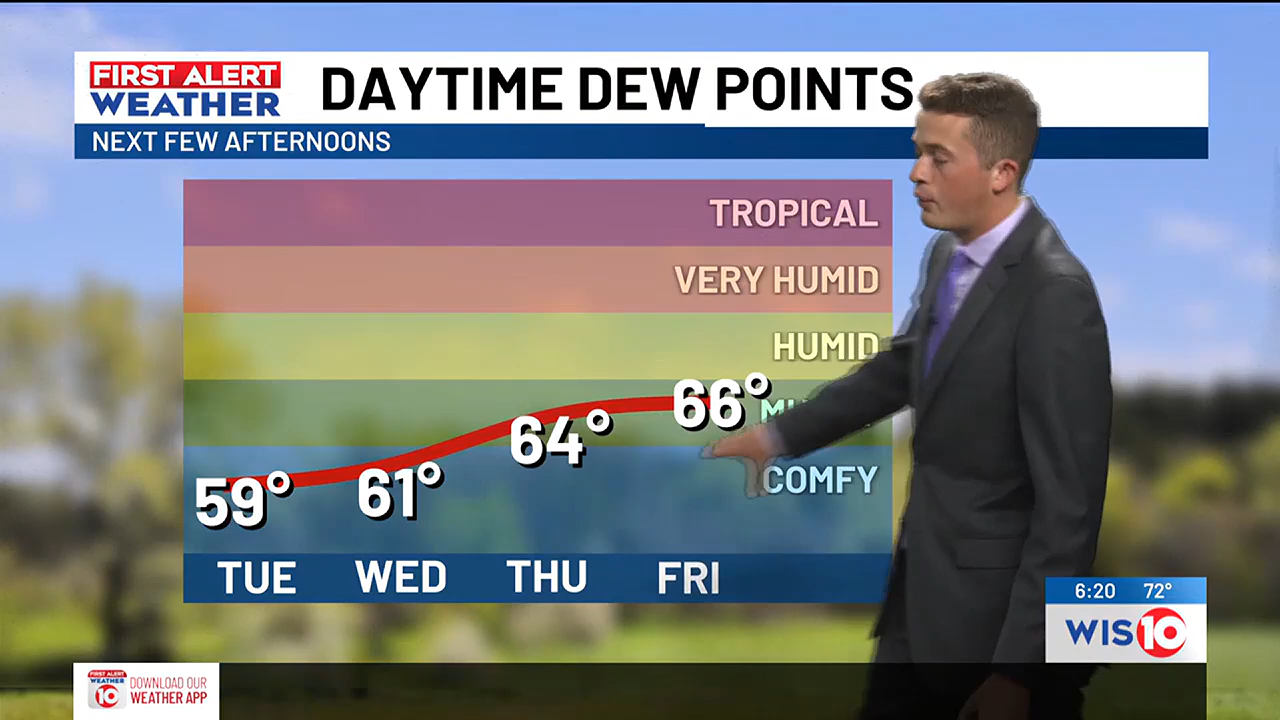 FIRST ALERT
WEATHER
DAYTIME DEW POINTS
NEXT FEW AFTERNOONS
TROPICAL
VERY HUMID
HUMID
66°
64°
COMFY
61°
59°
TUE
WED
THU
FRI
6:20 72°
WIS10
FIRST ALERT
WEATHER
10
DOWNLOAD OUR
WEATHER APP